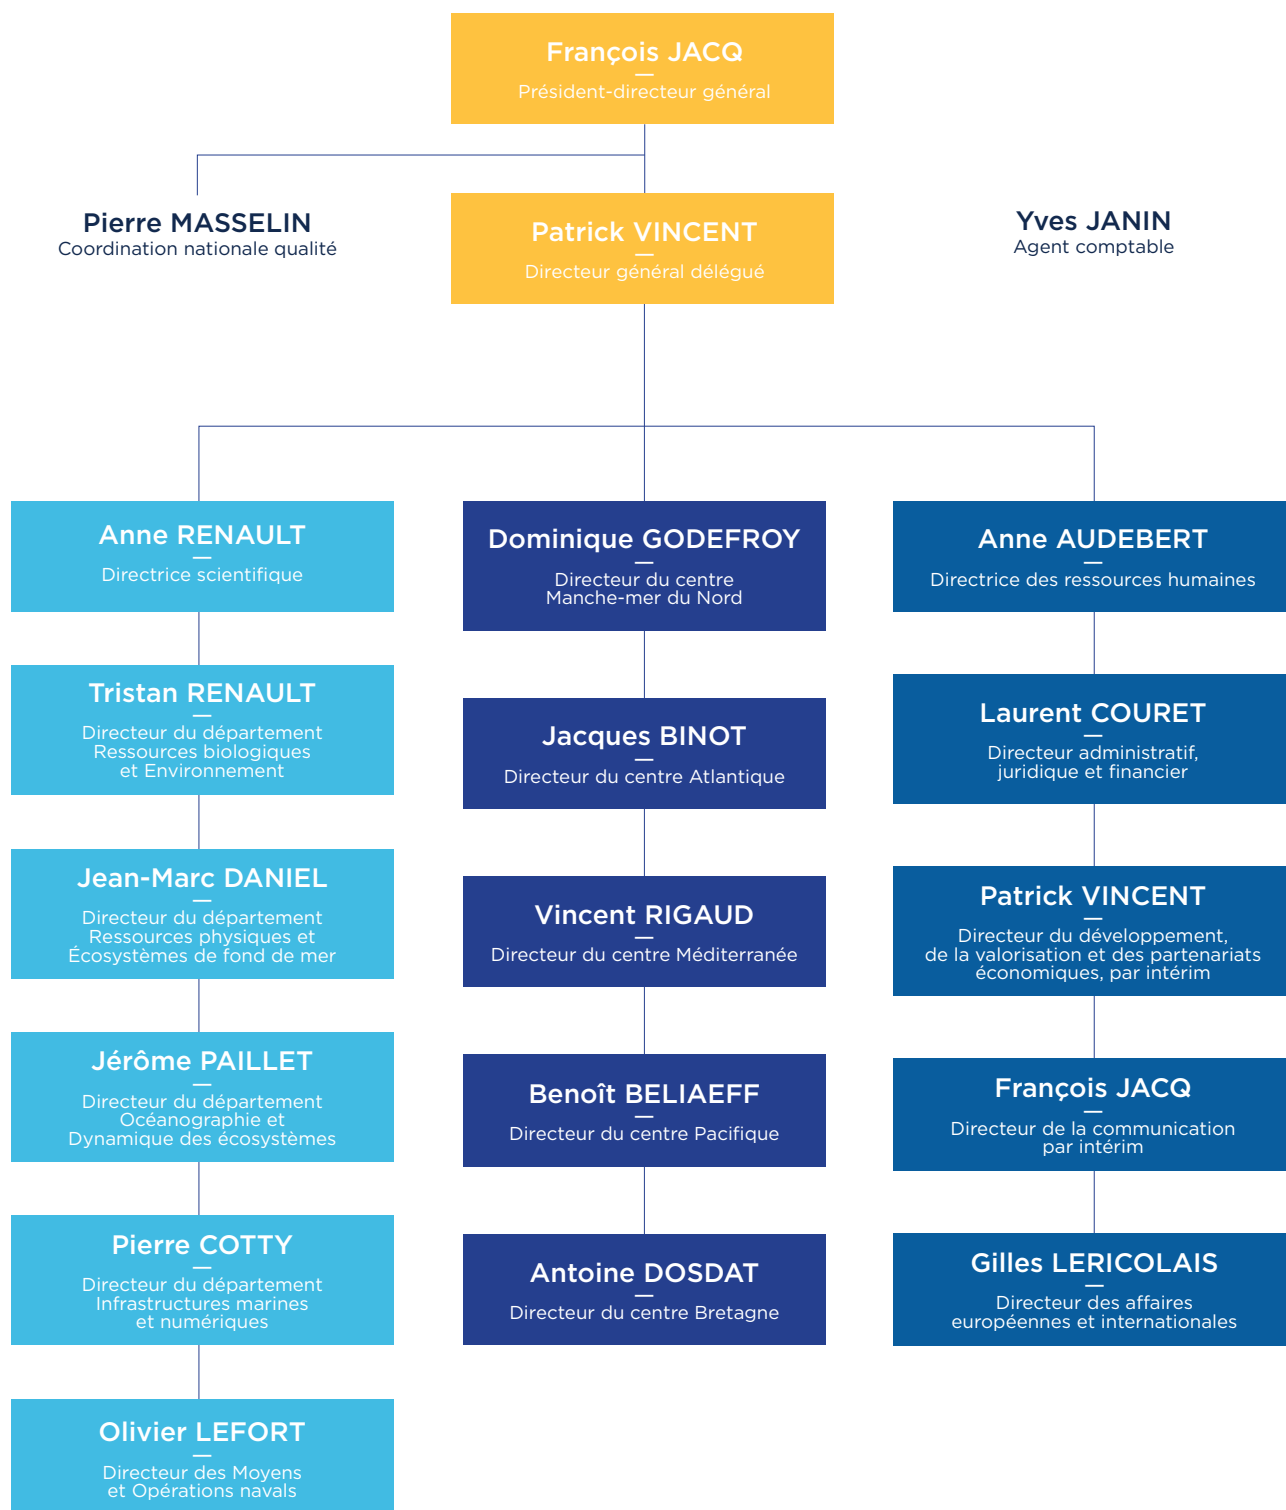 François JACQ
Président-directeur général
Pierre MASSELIN
Coordination nationale qualité
Patrick VINCENT
Directeur général délégué
Yves JANIN
Agent comptable
Anne RENAULT
Directrice scientifique
Tristan RENAULT
Directeur du département
Ressources biologiques
et Environnement
Jean-Marc DANIEL
Directeur du département
Ressources physiques et
Écosystèmes de fond de mer
Jérôme PAILLET
Directeur du département
Océanographie et
Dynamique des écosystèmes
Pierre COTTY
Directeur du département
Infrastructures marines
et numériques
Olivier LEFORT
Directeur des Moyens
et Opérations navals
Dominique GODEFROY
Directeur du centre
Manche-mer du Nord
Jacques BINOT
Directeur du centre Atlantique
Vincent RIGAUD
Directeur du centre Méditerranée
Benoît BELIAEFF
Directeur du centre Pacifique
Antoine DOSDAT
Directeur du centre Bretagne
Anne AUDEBERT
Directrice des ressources humaines
Laurent COURET
Directeur administratif,
juridique et financier
Patrick VINCENT
Directeur du développement,
de la valorisation et des partenariats
économiques, par intérim
François JACQ
Directeur de la communication
par intérim
Gilles LERICOLAIS
Directeur des affaires
européennes et internationales